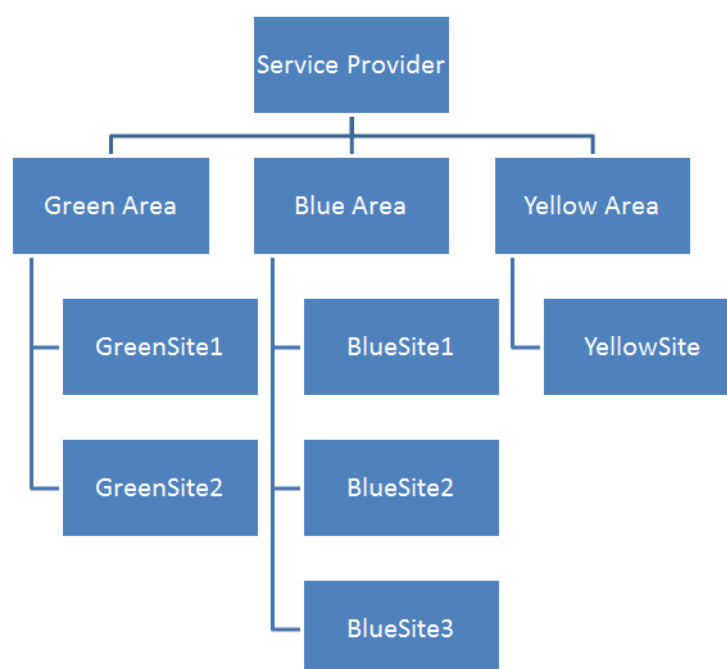 Service Provider
Green Area
Blue Area
Yellow Area
GreenSite1
BlueSite1
YellowSite
GreenSite2
BlueSite2
BlueSite3